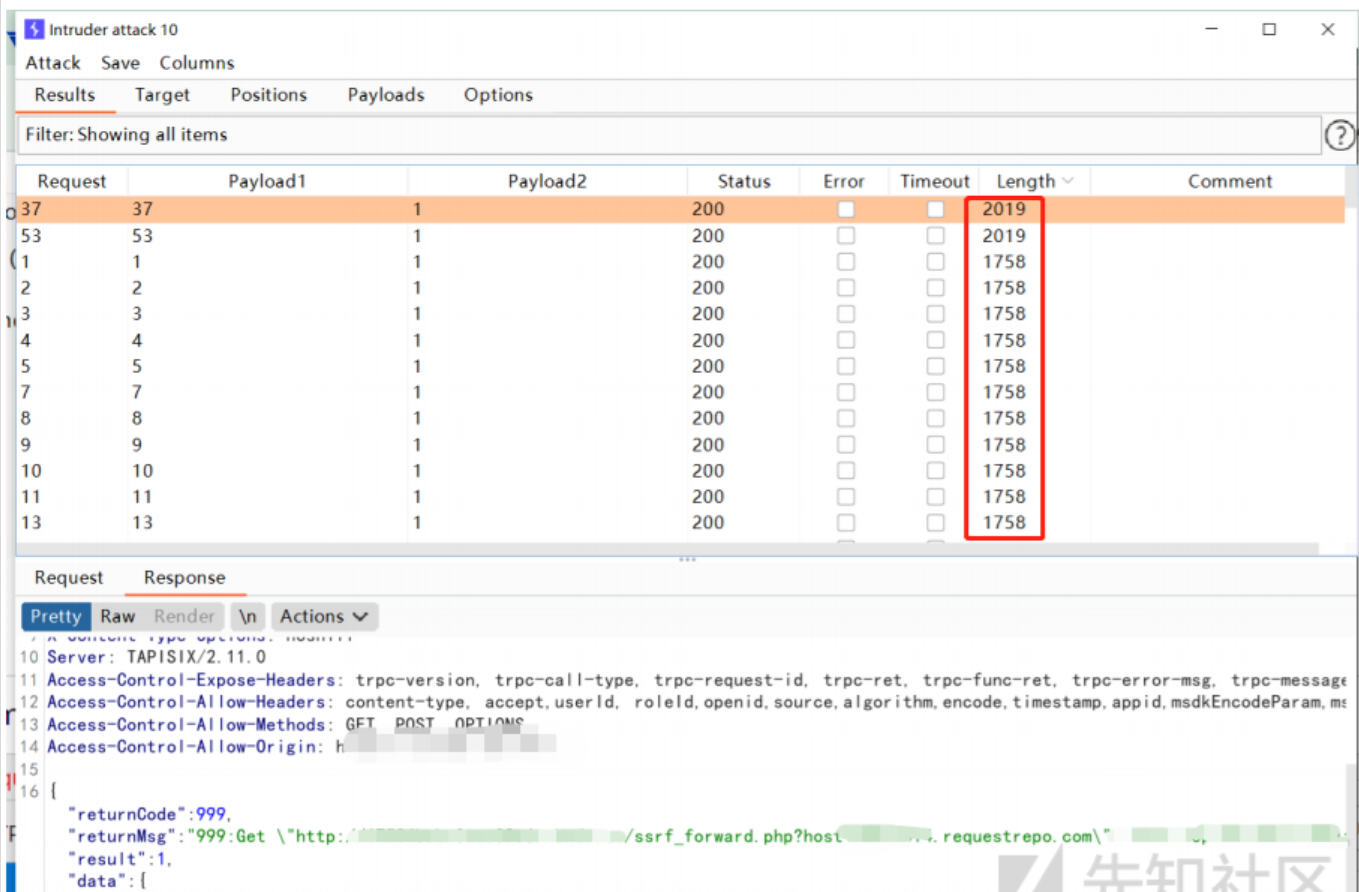 Intruder attack 10
Attack Save Columns
Results Target Positions Payloads Options
Filter: Showing all items
Request Payload1 Payload2 Status Error Timeout Length Comment
37 37 1 200 2019
53 53 1 200 2019
1 1 1 200 1758
2 2 1 200 1758
3 3 1 200 1758
4 4 1 200 1758
5 5 1 200 1758
7 7 1 200 1758
8 8 1 200 1758
9 9 1 200 1758
10 10 1 200 1758
11 11 1 200 1758
13 13 1 200 1758
Request Response
Pretty Raw Render \n Actions
10 Server: TAPISIX/2.11.0
11 Access-Control-Expose-Headers: trpc-version, trpc-call-type, trpc-request-id, trpc-ret, trpc-func-ret, trpc-error-msg, trpc-message
12 Access-Control-Allow-Headers: content-type, accept,userId, roleId,openid,source,algorithm,encode,timestamp,appid,msdkEncodeParam,ms
13 Access-Control-Allow-Methods: GET, POST, OPTIONS
14 Access-Control-Allow-Origin: h
15
16 {
"returnCode":999,
"returnMsg":"999:Get \"http:/ /ssrf_forward.php?host .requestrepo.com\"
"result":1,
"data":{
先知社区